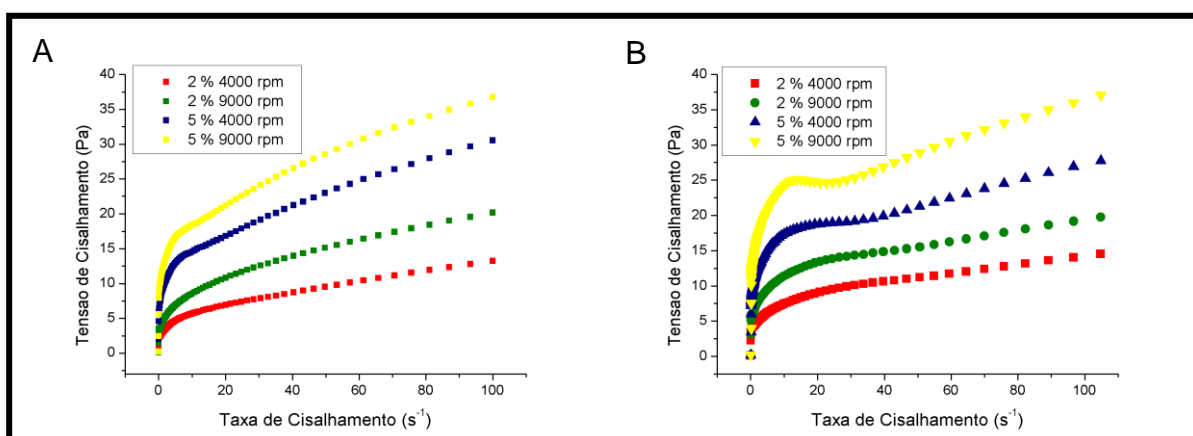 A
2 % 4000 rpm
2 % 9000 rpm
5 % 4000 rpm
5 % 9000 rpm
Tensao de Cisalhamento (Pa)
40
35
30
25
20
15
10
5
0
0 20 40 60 80 100
Taxa de Cisalhamento (s⁻¹)
B
2 % 4000 rpm
2 % 9000 rpm
5 % 4000 rpm
5 % 9000 rpm
Tensao de Cisalhamento (Pa)
40
35
30
25
20
15
10
5
0
0 20 40 60 80 100
Taxa de Cisalhamento (s⁻¹)